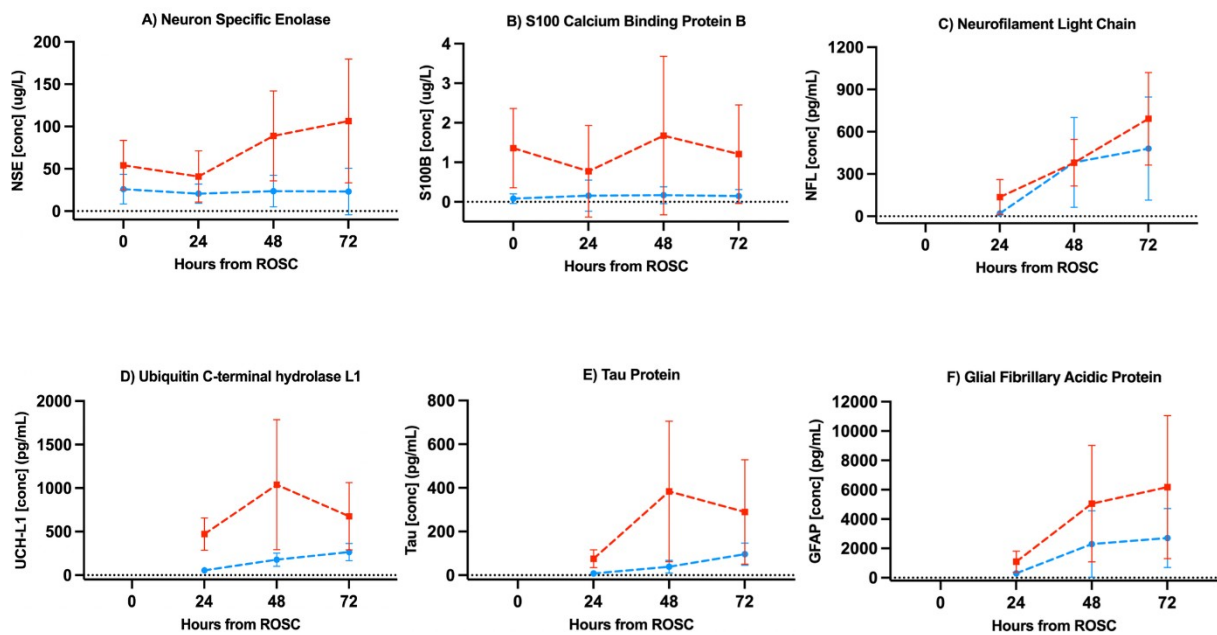 A) Neuron Specific Enolase
NSE [conc] (ug/L)
200
150
100
50
0
0 24 48 72
Hours from ROSC
B) S100 Calcium Binding Protein B
S100B [conc] (ug/L)
4
3
2
1
0
0 24 48 72
Hours from ROSC
C) Neurofilament Light Chain
NFL [conc] (pg/mL)
1200
900
600
300
0
0 24 48 72
Hours from ROSC
D) Ubiquitin C-terminal hydrolase L1
UCH-L1 [conc] (pg/mL)
2000
1500
1000
500
0
0 24 48 72
Hours from ROSC
E) Tau Protein
Tau [conc] (pg/mL)
800
600
400
200
0
0 24 48 72
Hours from ROSC
F) Glial Fibrillary Acidic Protein
GFAP [conc] (pg/mL)
12000
10000
8000
6000
4000
2000
0
0 24 48 72
Hours from ROSC